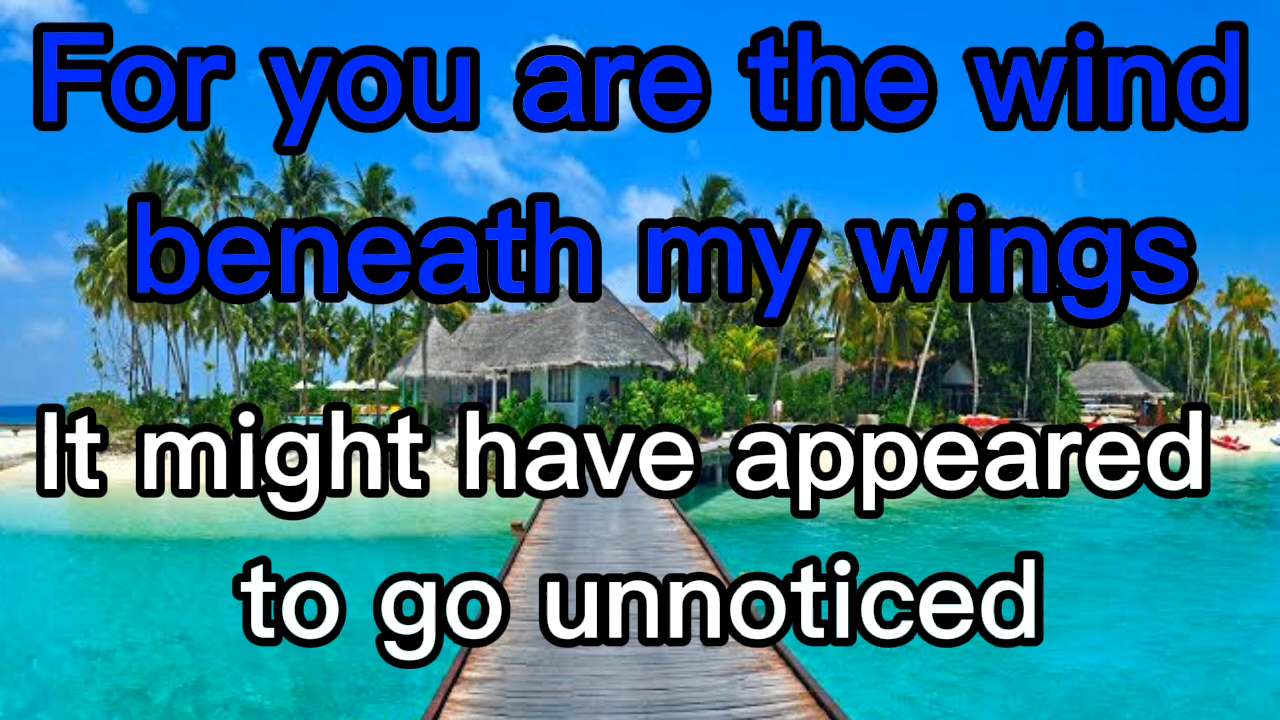 For you are the wind
beneath my wings
It might have appeared
to go unnoticed